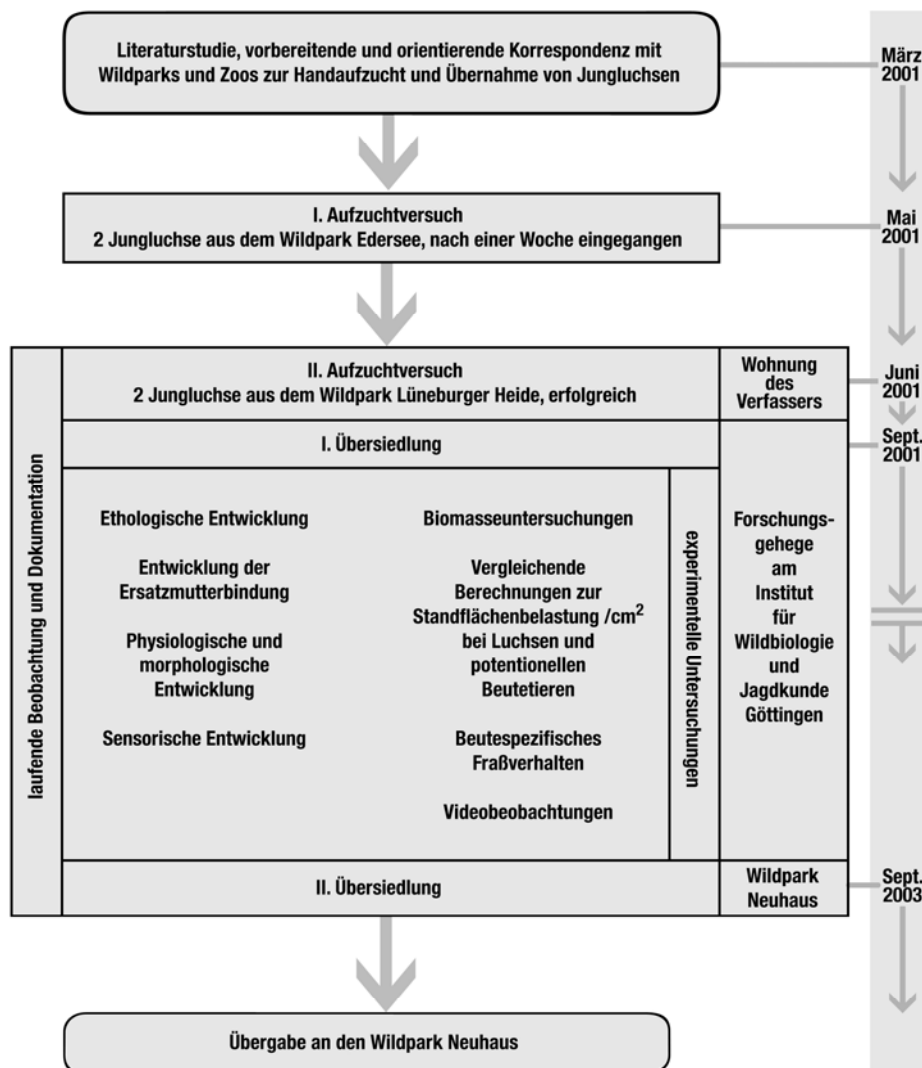 Literaturstudie, vorbereitende und orientierende Korrespondenz mit
Wildparks und Zoos zur Handaufzucht und Übernahme von Jungluchsen
März
2001
I. Aufzuchtversuch
2 Jungluchse aus dem Wildpark Edersee, nach einer Woche eingegangen
Mai
2001
laufende Beobachtung und Dokumentation
II. Aufzuchtversuch
2 Jungluchse aus dem Wildpark Lüneburger Heide, erfolgreich
Wohnung
des
Verfassers
Juni
2001
I. Übersiedlung
Sept.
2001
Ethologische Entwicklung
Entwicklung der
Ersatzmutterbindung
Physiologische und
morphologische
Entwicklung
Sensorische Entwicklung
Biomasseuntersuchungen
Vergleichende
Berechnungen zur
Standflächenbelastung /cm²
bei Luchsen und
potentionellen
Beutetieren
Beutespezifisches
Fraßverhalten
Videobeobachtungen
experimentelle Untersuchungen
Forschungs-
gehege
am
Institut
für
Wildbiologie
und
Jagdkunde
Göttingen
II. Übersiedlung
Wildpark
Neuhaus
Sept.
2003
Übergabe an den Wildpark Neuhaus